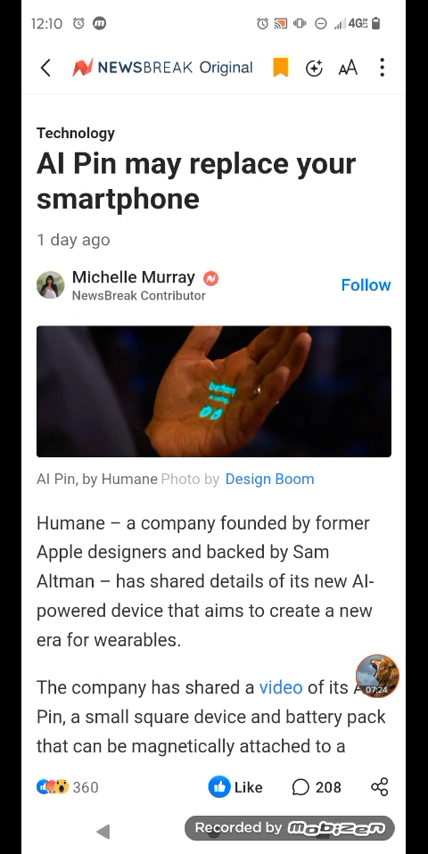 12:10
4G
NEWSBREAK Original
AA
Technology
AI Pin may replace your
smartphone
1 day ago
Michelle Murray
NewsBreak Contributor
Follow
battery
AI Pin, by Humane Photo by Design Boom
Humane – a company founded by former
Apple designers and backed by Sam
Altman – has shared details of its new AI-
powered device that aims to create a new
era for wearables.
The company has shared a video of its
Pin, a small square device and battery pack
that can be magnetically attached to a
07:24
360
Like
208
Recorded by mobizen